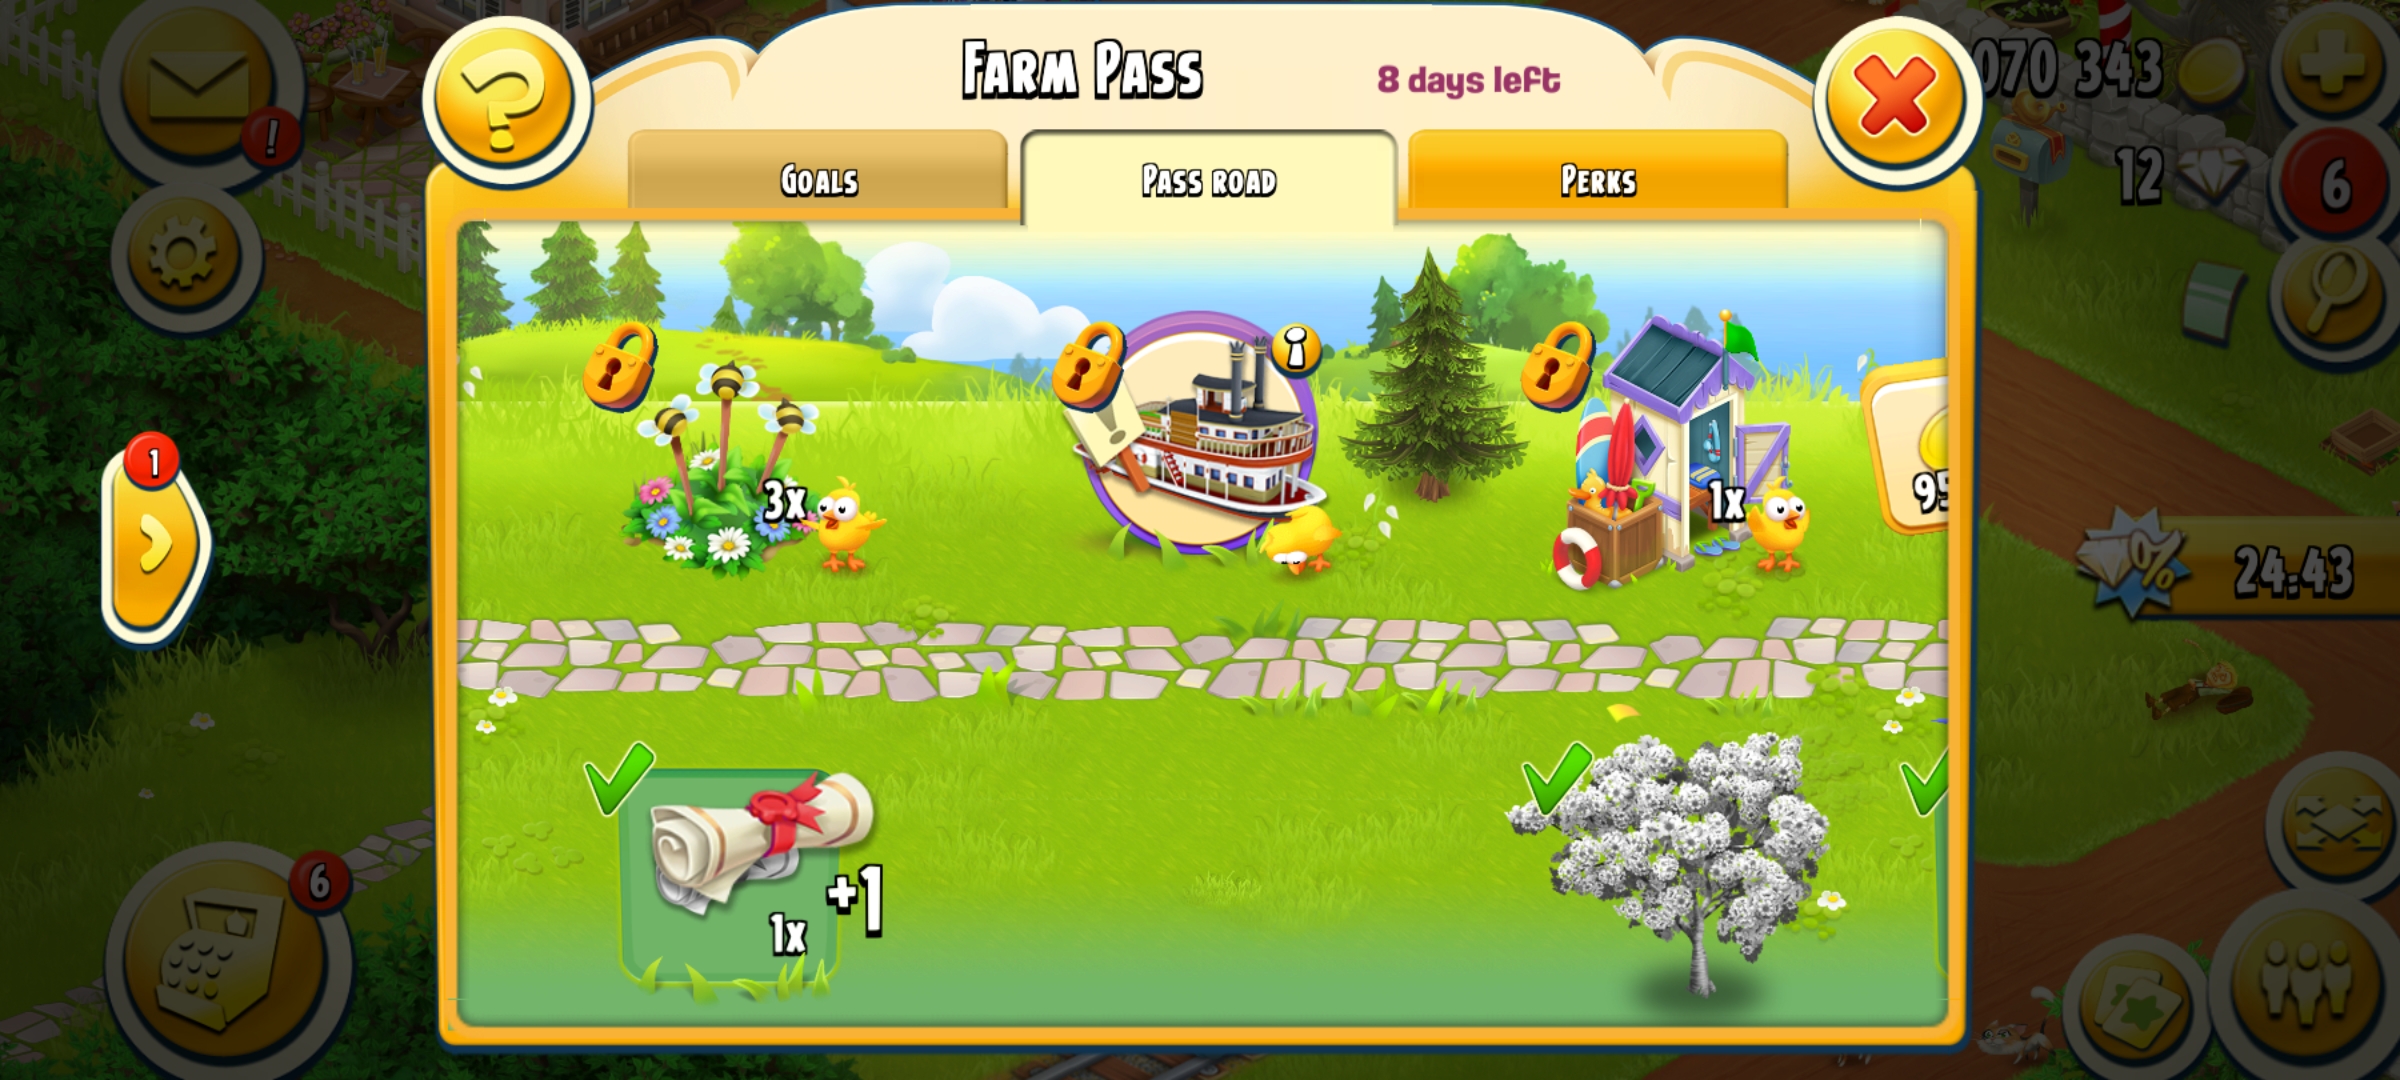 FARM PASS
8 days left
070 343
12
6
GOALS
PASS ROAD
PERKS
!
1
3x
1x
95
%
24:43
6
1x
+1